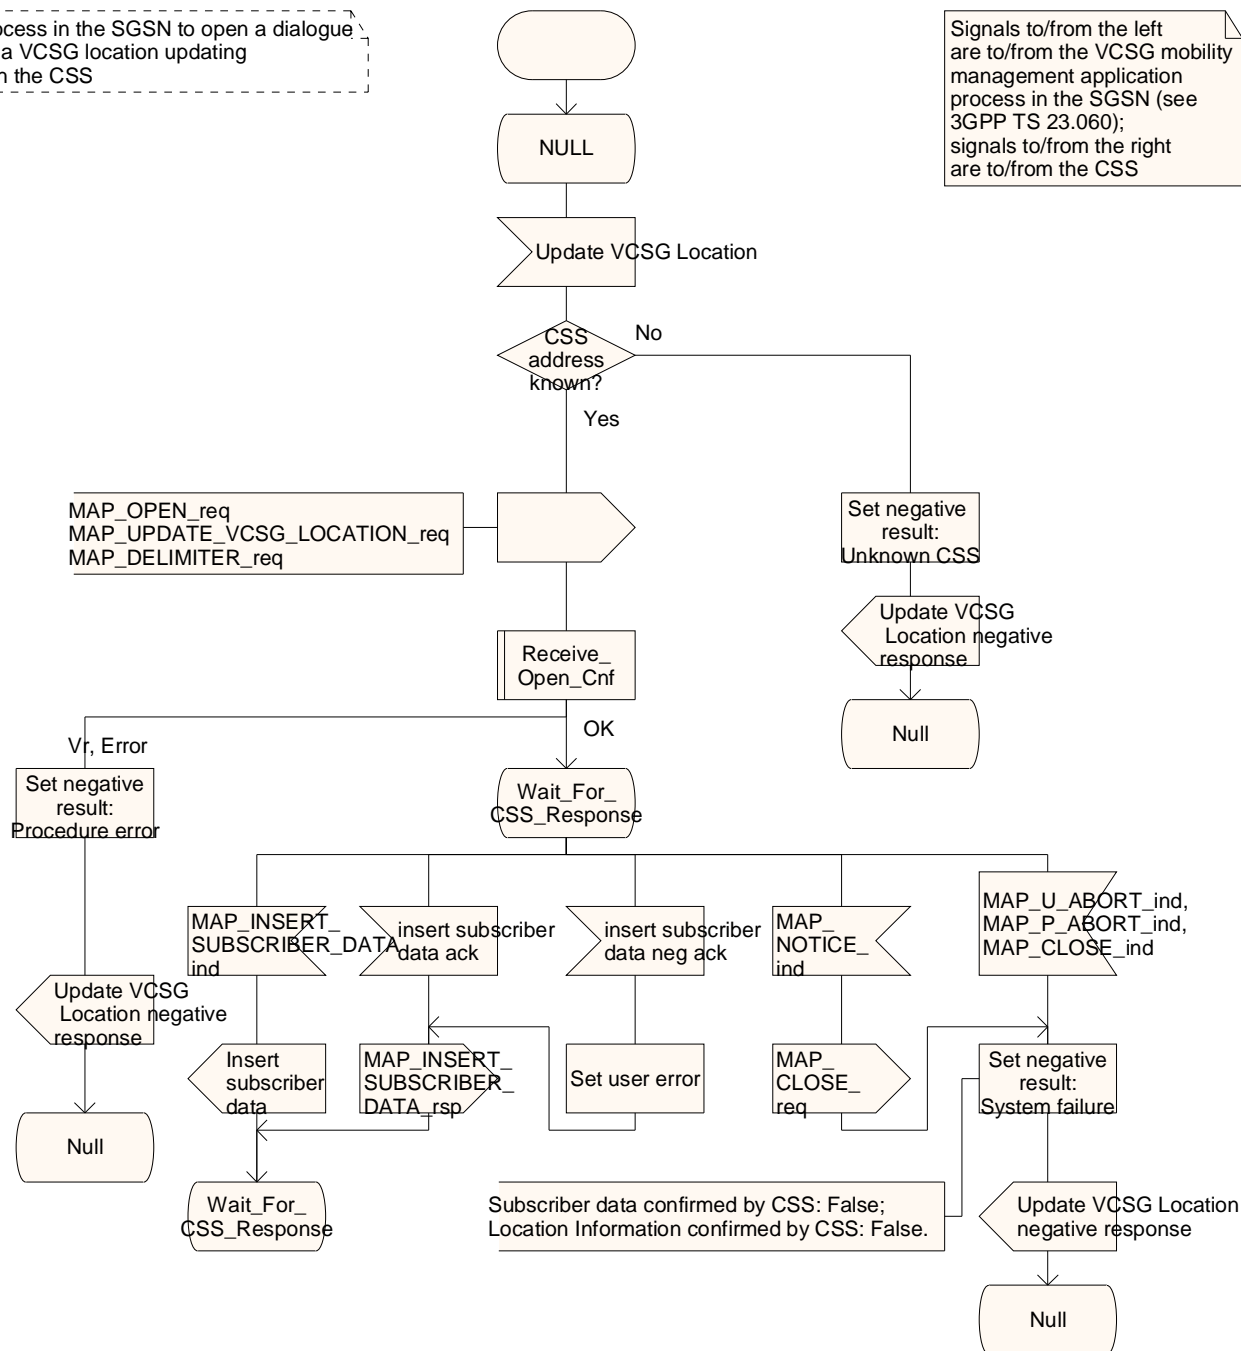 cess in the SGSN to open a dialogue
a VCSG location updating
the CSS
Signals to/from the left
are to/from the VCSG mobility
management application
process in the SGSN (see
3GPP TS 23.060);
signals to/from the right
are to/from the CSS
NULL
Update VCSG Location
CSS
address
known?
No
Yes
MAP_OPEN_req
MAP_UPDATE_VCSG_LOCATION_req
MAP_DELIMITER_req
Set negative
result:
Unknown CSS
Update VCSG
Location negative
response
Null
Receive_
Open_Cnf
OK
Vr, Error
Set negative
result:
Procedure error
Update VCSG
Location negative
response
Null
Wait_For_
CSS_Response
MAP_INSERT_
SUBSCRIBER_DATA_
ind
insert subscriber
data ack
insert subscriber
data neg ack
MAP_
NOTICE_
ind
MAP_U_ABORT_ind,
MAP_P_ABORT_ind,
MAP_CLOSE_ind
Insert
subscriber
data
MAP_INSERT_
SUBSCRIBER_
DATA_rsp
Set user error
MAP_
CLOSE_
req
Set negative
result:
System failure
Wait_For_
CSS_Response
Subscriber data confirmed by CSS: False;
Location Information confirmed by CSS: False.
Update VCSG Location
negative response
Null